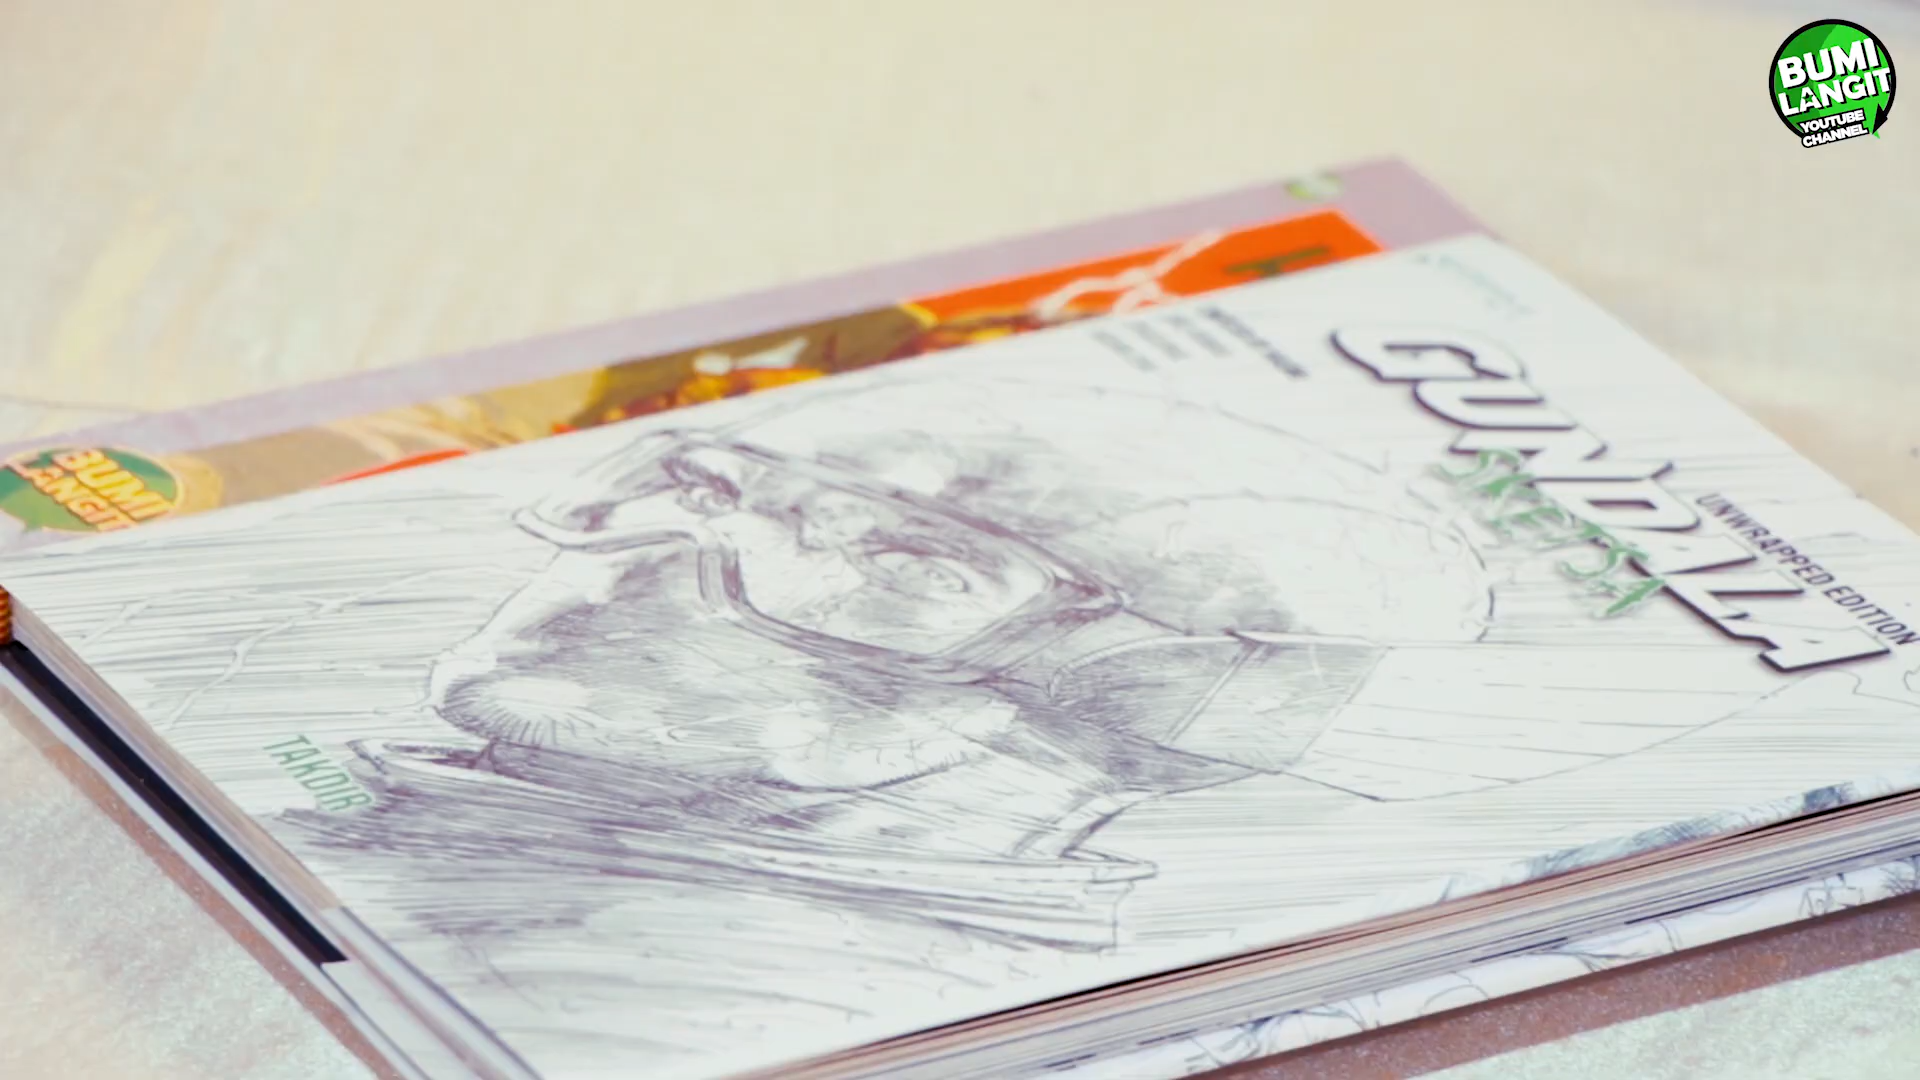 BUMI
LANGIT
YOUTUBE
CHANNEL
GUNDALA
SKETSA
UNWRAPPED EDITION
TAKDIR
BUMI
LANGIT